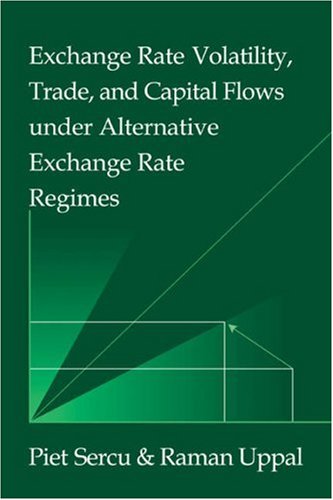 Exchange Rate Volatility,
Trade, and Capital Flows
under Alternative
Exchange Rate
Regimes
Piet Sercu & Raman Uppal